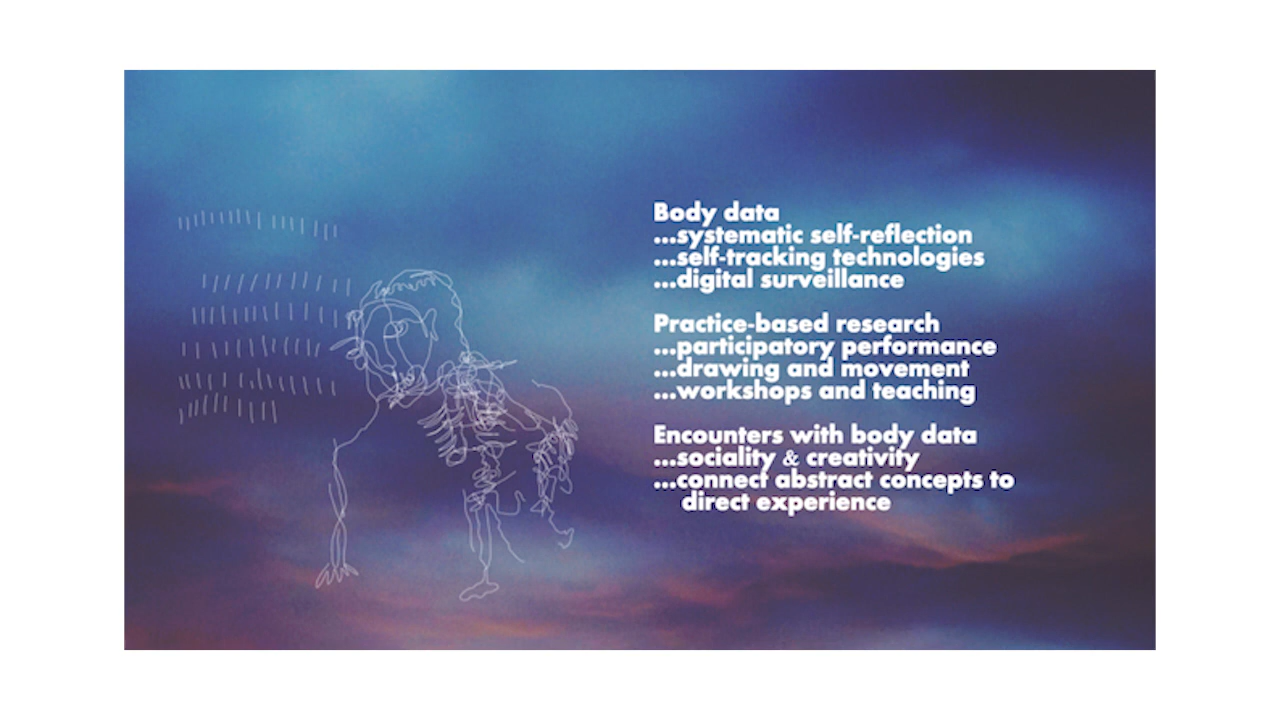 Body data
...systematic self-reflection
...self-tracking technologies
...digital surveillance
Practice-based research
...participatory performance
...drawing and movement
...workshops and teaching
Encounters with body data
...sociality & creativity
...connect abstract concepts to
direct experience